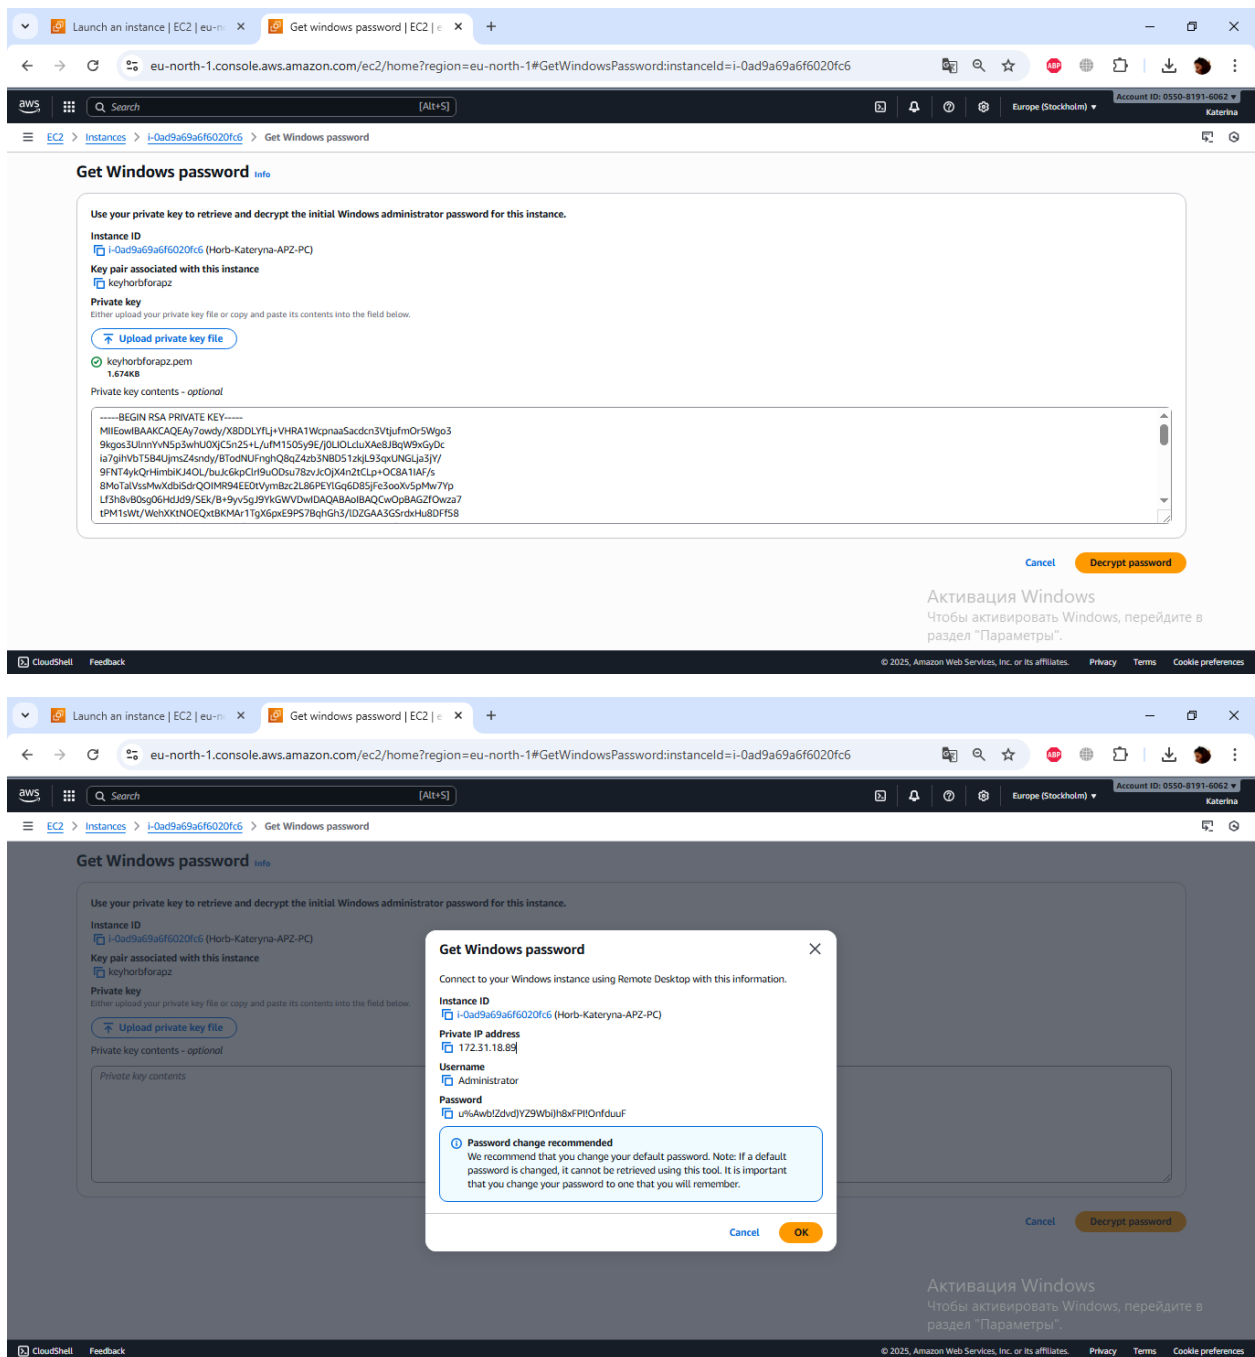 Launch an instance | EC2 | eu-n
Get windows password | EC2 | e
eu-north-1.console.aws.amazon.com/ec2/home?region=eu-north-1#GetWindowsPassword:instanceId=i-0ad9a69a6f6020fc6
ABP
aws
Search
[Alt+S]
Europe (Stockholm)
Account ID: 0550-8191-6062
Katerina
EC2 > Instances > i-0ad9a69a6f6020fc6 > Get Windows password
Get Windows password Info
Use your private key to retrieve and decrypt the initial Windows administrator password for this instance.
Instance ID
i-0ad9a69a6f6020fc6 (Horb-Kateryna-APZ-PC)
Key pair associated with this instance
keyhorbforapz
Private key
Either upload your private key file or copy and paste its contents into the field below.
Upload private key file
keyhorbforapz.pem
1.674KB
Private key contents - optional
-----BEGIN RSA PRIVATE KEY-----
Cancel
Decrypt password
Активация Windows
Чтобы активировать Windows, перейдите в
раздел "Параметры".
CloudShell
Feedback
© 2025, Amazon Web Services, Inc. or its affiliates.
Privacy
Terms
Cookie preferences
Launch an instance | EC2 | eu-n
Get windows password | EC2 | e
eu-north-1.console.aws.amazon.com/ec2/home?region=eu-north-1#GetWindowsPassword:instanceId=i-0ad9a69a6f6020fc6
ABP
aws
Search
[Alt+S]
Europe (Stockholm)
Account ID: 0550-8191-6062
Katerina
EC2 > Instances > i-0ad9a69a6f6020fc6 > Get Windows password
Get Windows password Info
Use your private key to retrieve and decrypt the initial Windows administrator password for this instance.
Instance ID
i-0ad9a69a6f6020fc6 (Horb-Kateryna-APZ-PC)
Key pair associated with this instance
keyhorbforapz
Private key
Either upload your private key file or copy and paste its contents into the field below.
Upload private key file
Private key contents - optional
Private key contents
Cancel
Decrypt password
Get Windows password
Connect to your Windows instance using Remote Desktop with this information.
Instance ID
i-0ad9a69a6f6020fc6 (Horb-Kateryna-APZ-PC)
Private IP address
172.31.18.89
Username
Administrator
Password
Password change recommended
We recommend that you change your default password. Note: If a default
password is changed, it cannot be retrieved using this tool. It is important
that you change your password to one that you will remember.
Cancel
OK
Активация Windows
Чтобы активировать Windows, перейдите в
раздел "Параметры".
CloudShell
Feedback
© 2025, Amazon Web Services, Inc. or its affiliates.
Privacy
Terms
Cookie preferences